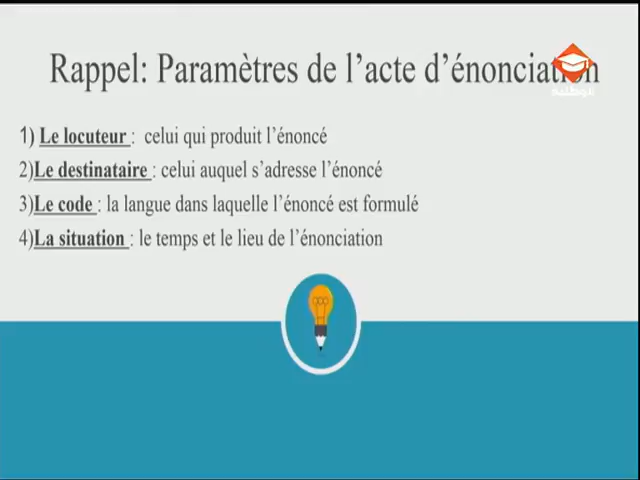 Rappel: Paramètres de l’acte d’énonciation
الوطنية
1) Le locuteur : celui qui produit l’énoncé
2)Le destinataire : celui auquel s’adresse l’énoncé
3)Le code : la langue dans laquelle l’énoncé est formulé
4)La situation : le temps et le lieu de l’énonciation